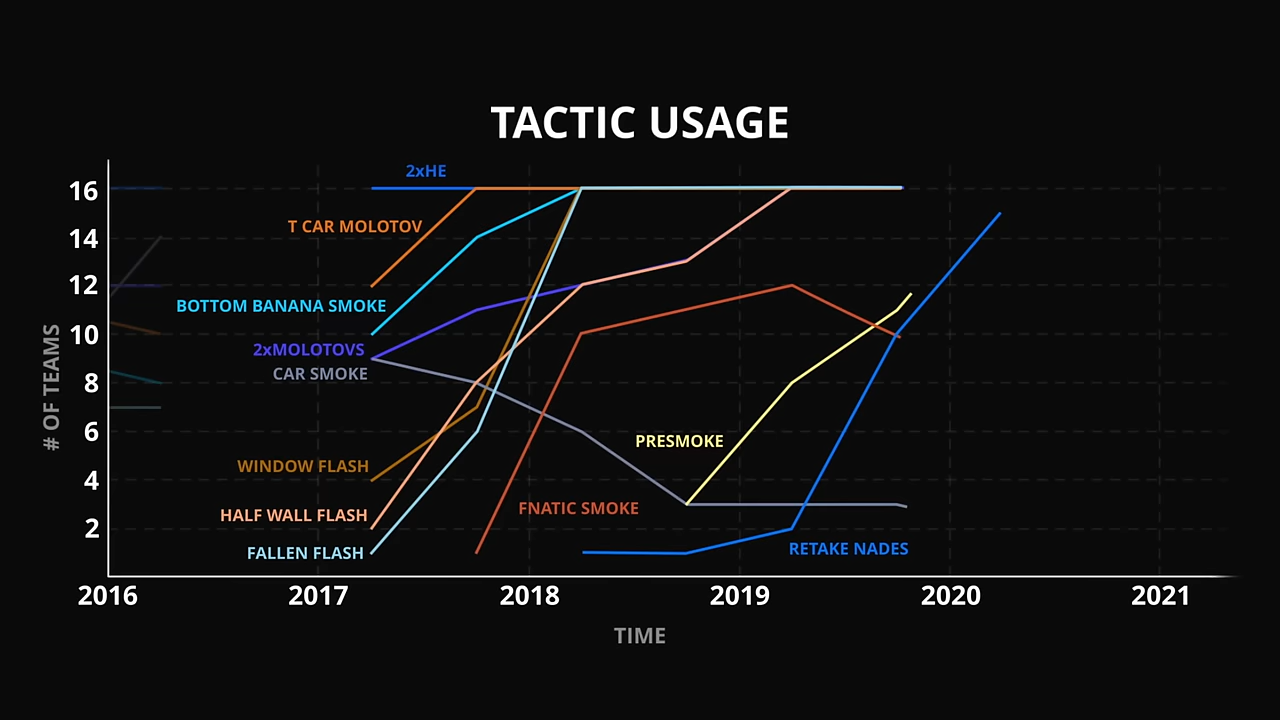 TACTIC USAGE
2xHE
16
T CAR MOLOTOV
14
12
BOTTOM BANANA SMOKE
10
2xMOLOTOVS
CAR SMOKE
8
# OF TEAMS
6
PRESMOKE
WINDOW FLASH
4
FNATIC SMOKE
HALF WALL FLASH
2
RETAKE NADES
FALLEN FLASH
2016 2017 2018 2019 2020 2021
TIME